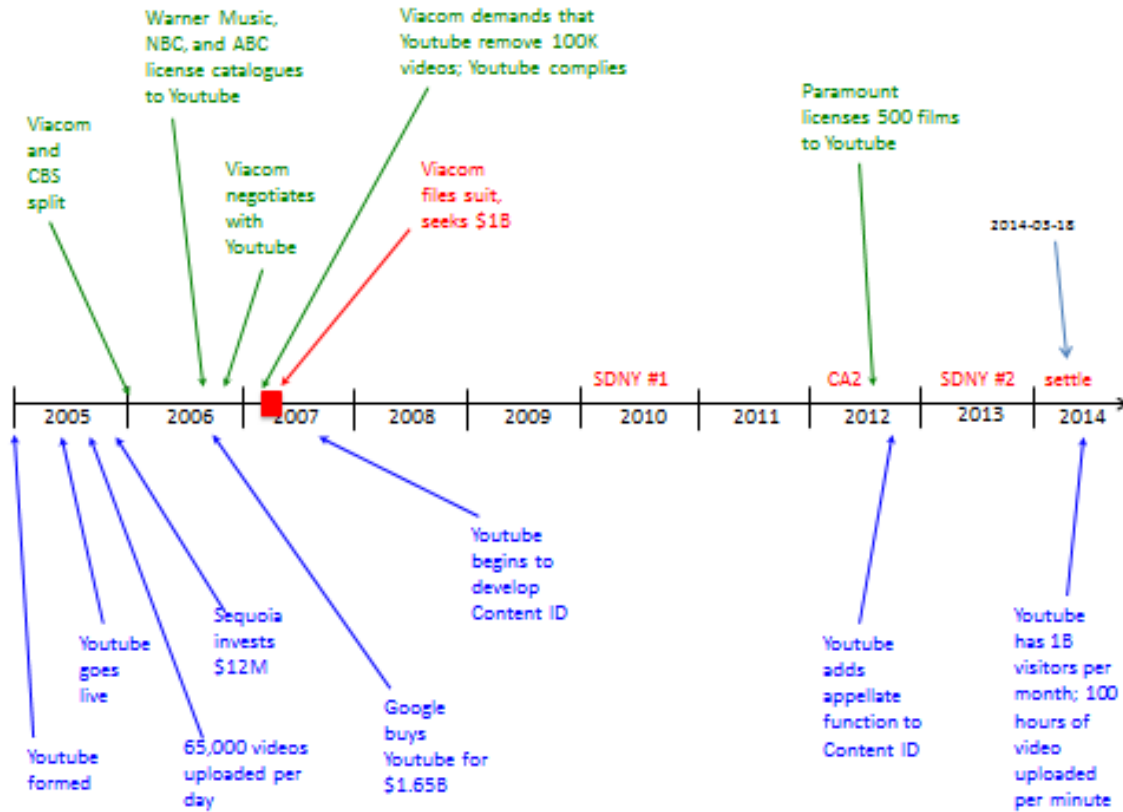 Warner Music,
NBC, and ABC
license catalogues
to Youtube
Viacom demands that
Youtube remove 100K
videos; Youtube complies
Paramount
licenses 500 films
to Youtube
Viacom
and
CBS
split
Viacom
negotiates
with
Youtube
Viacom
files suit,
seeks $1B
2014-03-18
SDNY #1
CA2
SDNY #2
settle
2005
2006
2007
2008
2009
2010
2011
2012
2013
2014
Youtube
begins to
develop
Content ID
Sequoia
invests
$12M
Youtube
goes
live
Youtube
adds
appellate
function to
Content ID
Youtube
has 1B
visitors per
month; 100
hours of
video
uploaded
per minute
Google
buys
Youtube for
$1.65B
Youtube
formed
65,000 videos
uploaded per
day